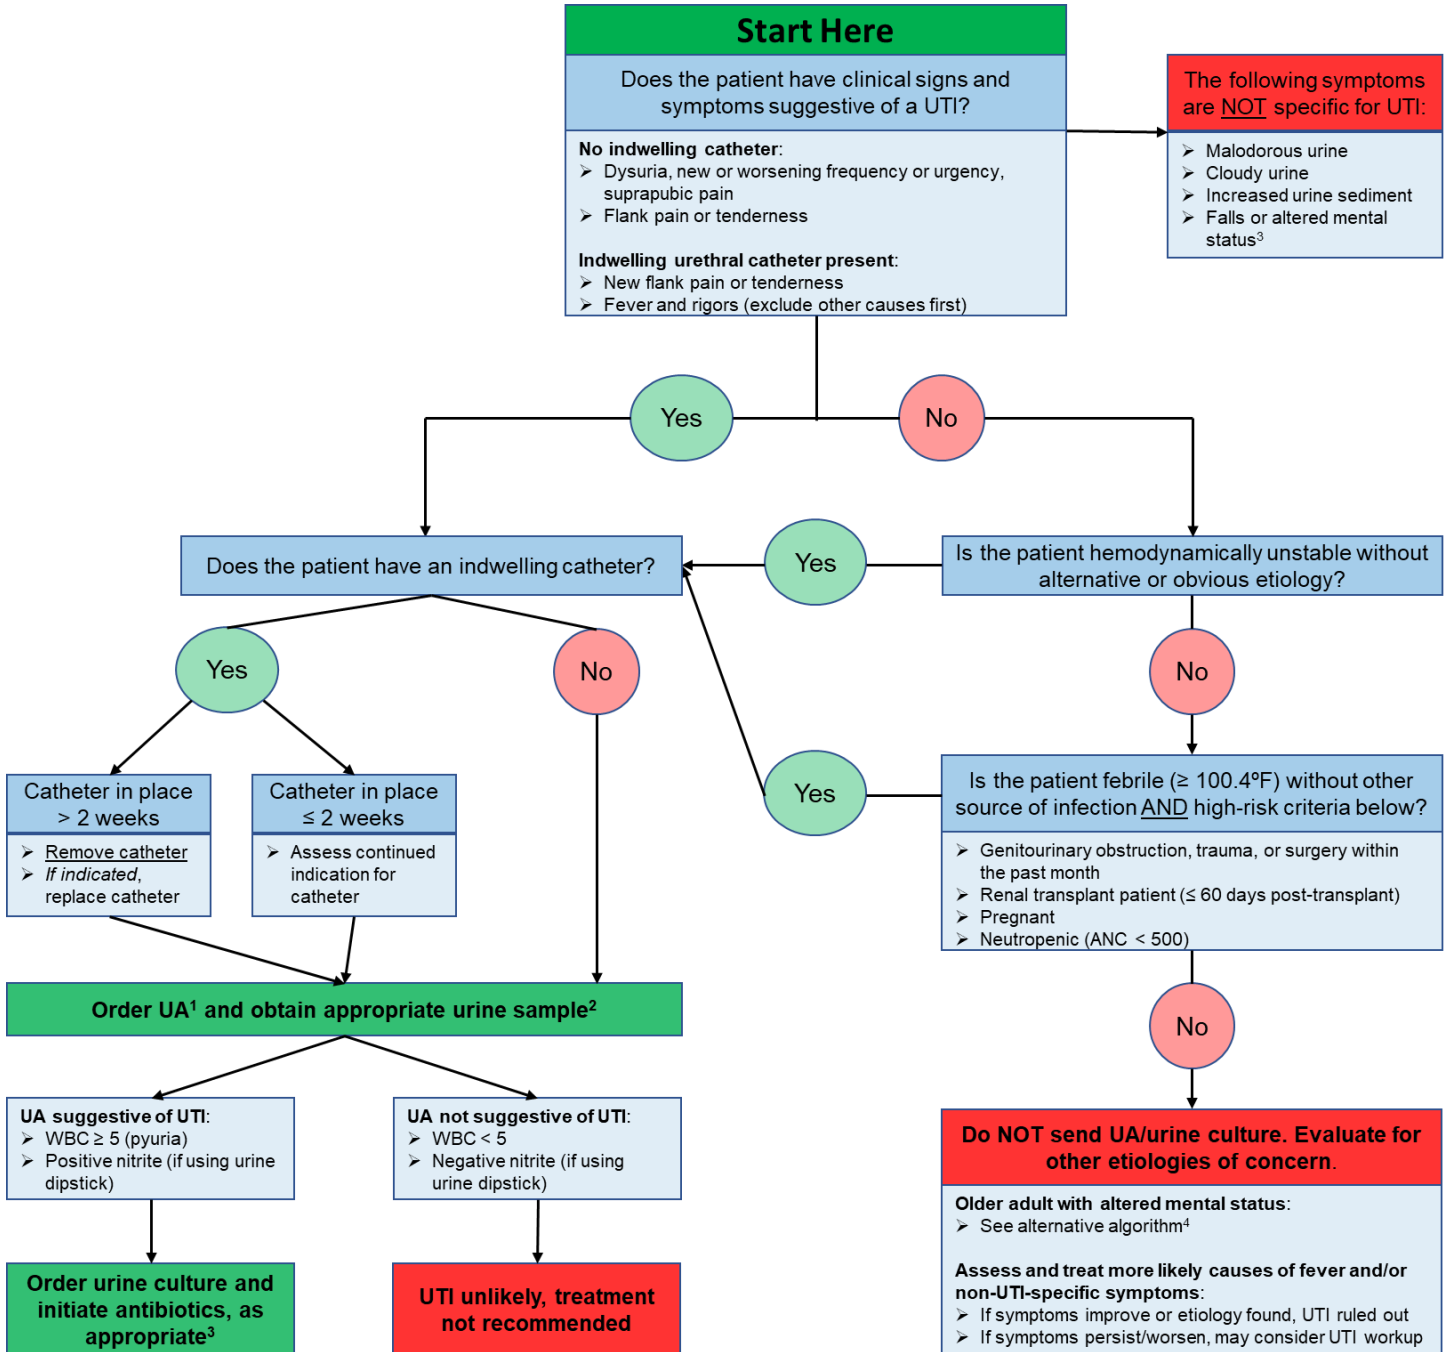 Start Here
Does the patient have clinical signs and
symptoms suggestive of a UTI?
No indwelling catheter:
➢ Dysuria, new or worsening frequency or urgency,
suprapubic pain
➢ Flank pain or tenderness
Indwelling urethral catheter present:
➢ New flank pain or tenderness
➢ Fever and rigors (exclude other causes first)
The following symptoms
are NOT specific for UTI:
➢ Malodorous urine
➢ Cloudy urine
➢ Increased urine sediment
➢ Falls or altered mental
status³
Yes
No
Does the patient have an indwelling catheter?
Yes
Is the patient hemodynamically unstable without
alternative or obvious etiology?
Yes
No
No
Catheter in place
> 2 weeks
➢ Remove catheter
➢ If indicated,
replace catheter
Catheter in place
≤ 2 weeks
➢ Assess continued
indication for
catheter
Yes
Is the patient febrile (≥ 100.4ºF) without other
source of infection AND high-risk criteria below?
➢ Genitourinary obstruction, trauma, or surgery within
the past month
➢ Renal transplant patient (≤ 60 days post-transplant)
➢ Pregnant
➢ Neutropenic (ANC < 500)
Order UA¹ and obtain appropriate urine sample²
No
UA suggestive of UTI:
➢ WBC ≥ 5 (pyuria)
➢ Positive nitrite (if using urine
dipstick)
UA not suggestive of UTI:
➢ WBC < 5
➢ Negative nitrite (if using
urine dipstick)
Order urine culture and
initiate antibiotics, as
appropriate³
UTI unlikely, treatment
not recommended
Do NOT send UA/urine culture. Evaluate for
other etiologies of concern.
Older adult with altered mental status:
➢ See alternative algorithm⁴
Assess and treat more likely causes of fever and/or
non-UTI-specific symptoms:
➢ If symptoms improve or etiology found, UTI ruled out
➢ If symptoms persist/worsen, may consider UTI workup